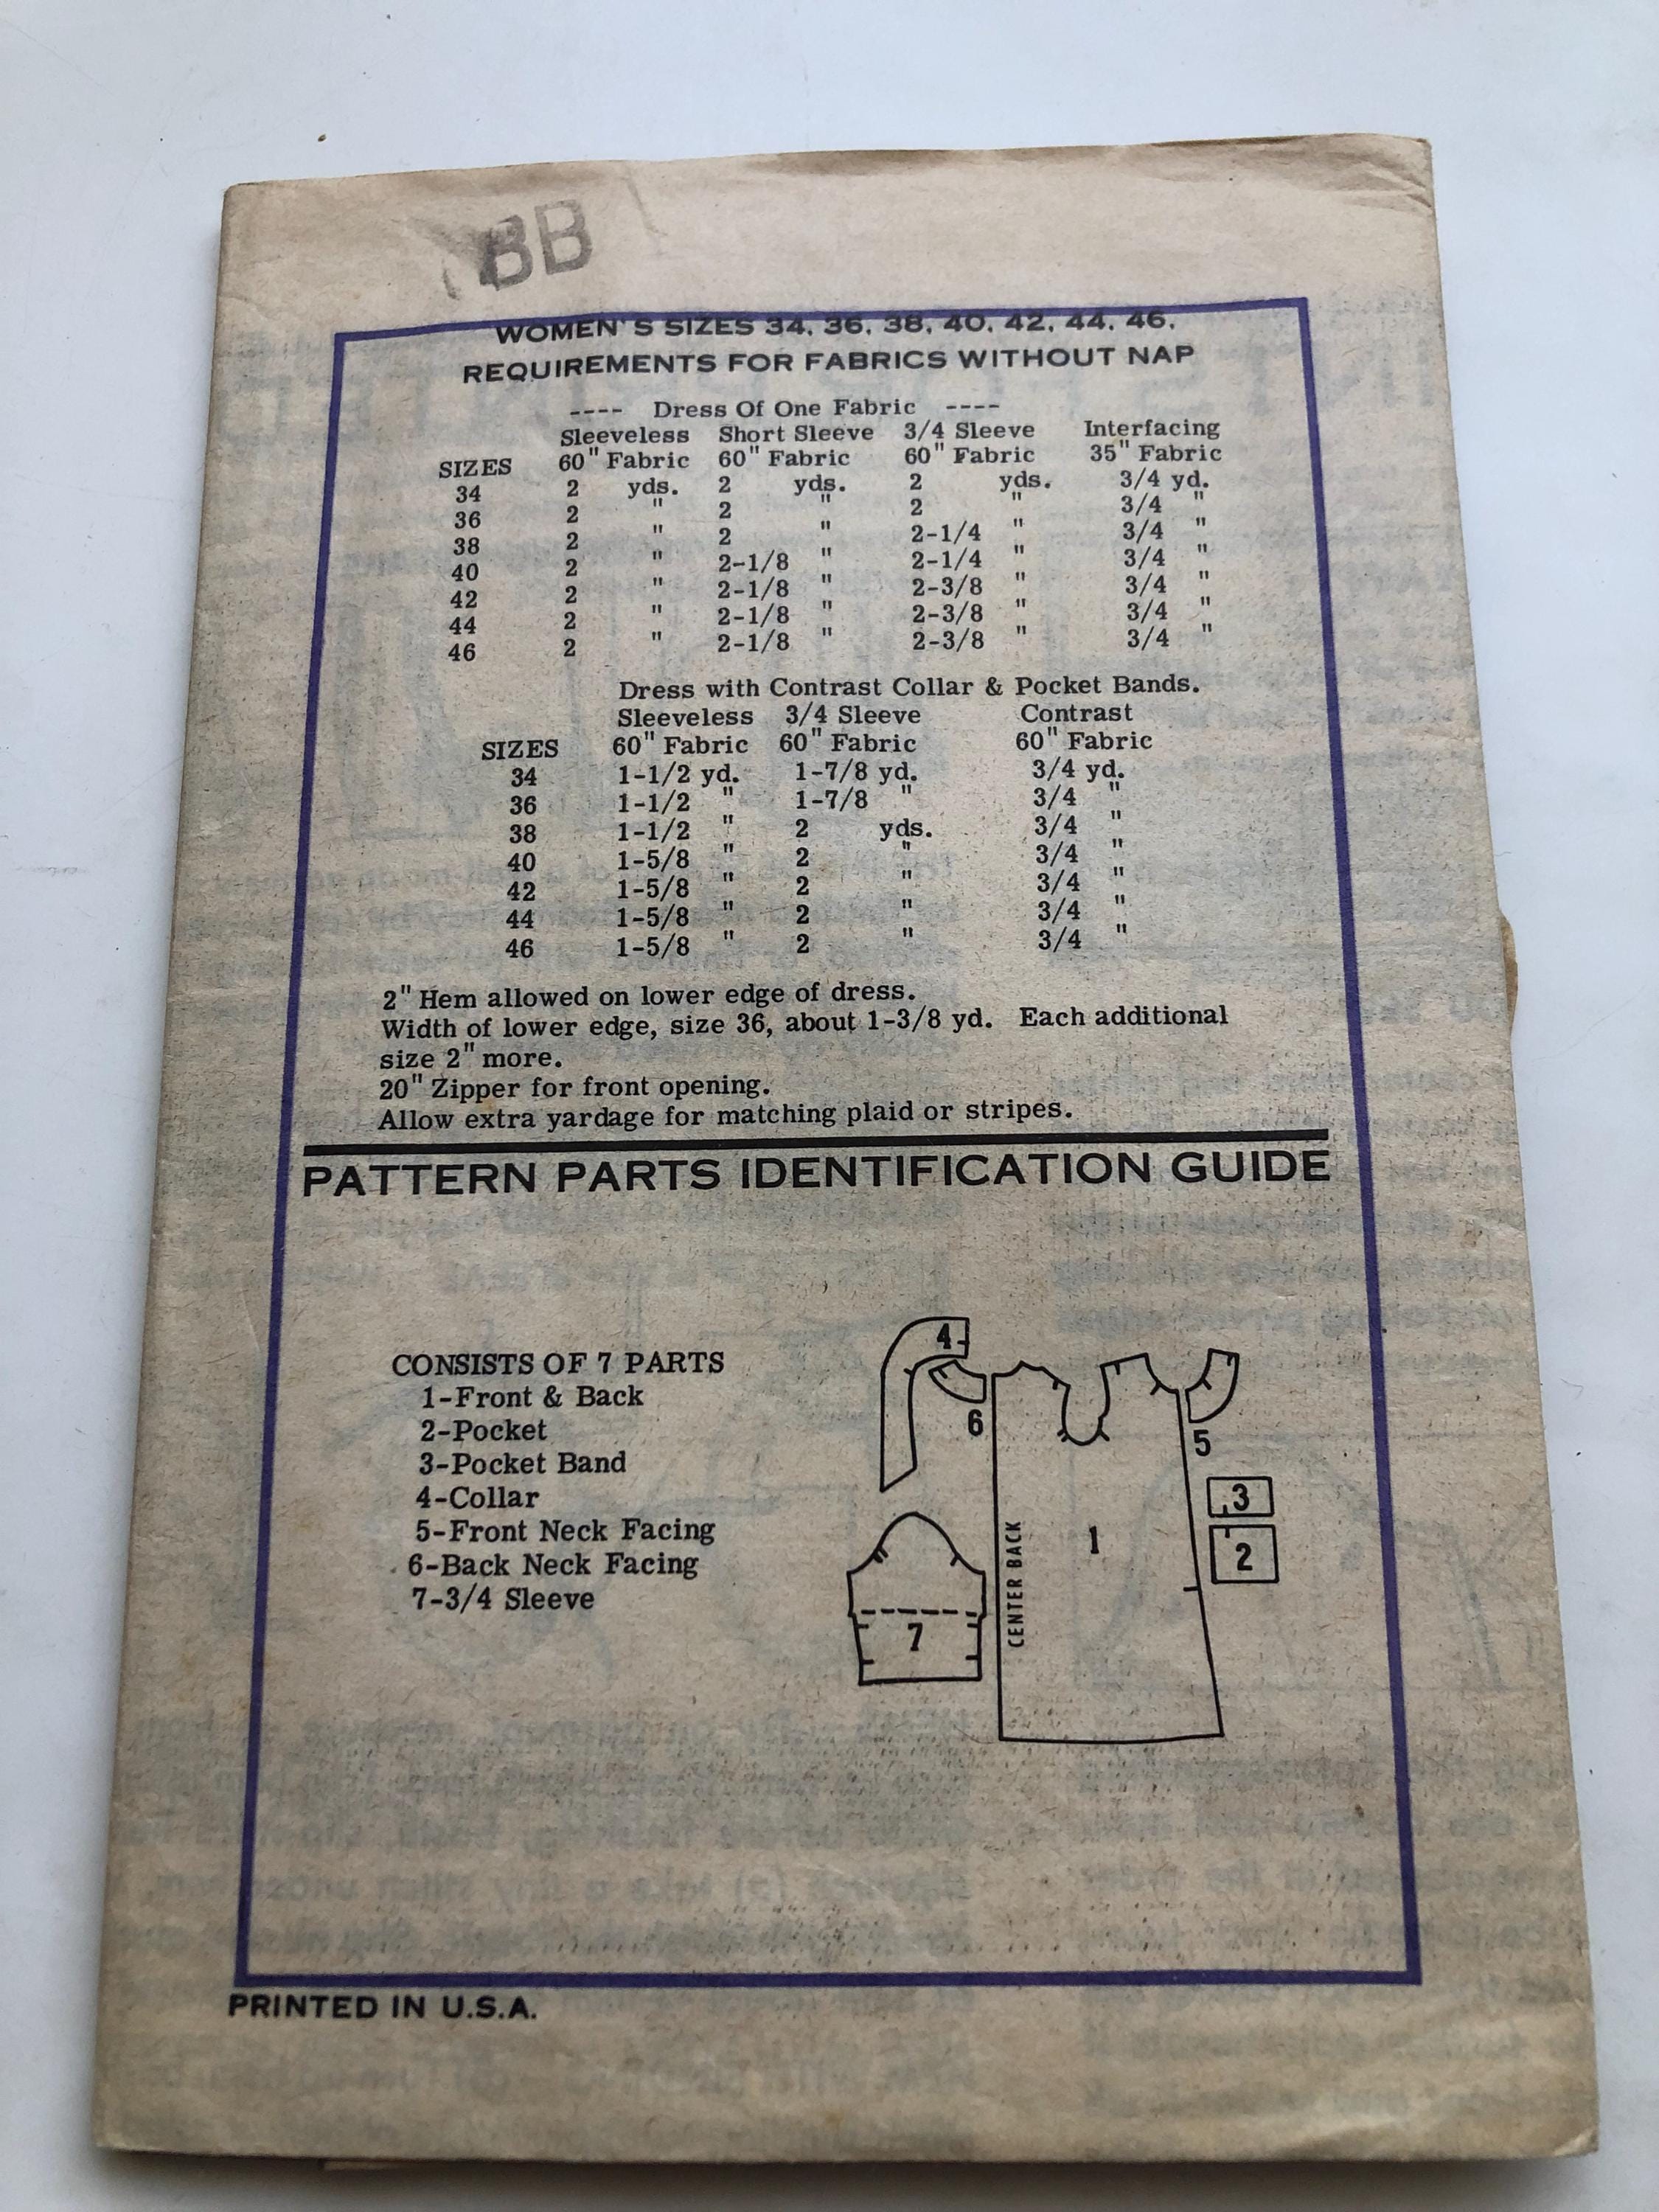 BB
WOMEN'S SIZES 34, 36, 38, 40, 42, 44, 46.
REQUIREMENTS FOR FABRICS WITHOUT NAP
---- Dress Of One Fabric ----
Sleeveless Short Sleeve 3/4 Sleeve Interfacing
SIZES 60" Fabric 60" Fabric 60" Fabric 35" Fabric
34 2 yds. 2 yds. 2 yds. 3/4 yd.
36 2 " 2 " 2 " 3/4 "
38 2 " 2 " 2-1/4 " 3/4 "
40 2 " 2-1/8 " 2-1/4 " 3/4 "
42 2 " 2-1/8 " 2-3/8 " 3/4 "
44 2 " 2-1/8 " 2-3/8 " 3/4 "
46 2 " 2-1/8 " 2-3/8 " 3/4 "
Dress with Contrast Collar & Pocket Bands.
Sleeveless 3/4 Sleeve Contrast
SIZES 60" Fabric 60" Fabric 60" Fabric
34 1-1/2 yd. 1-7/8 yd. 3/4 yd.
36 1-1/2 " 1-7/8 " 3/4 "
38 1-1/2 " 2 yds. 3/4 "
40 1-5/8 " 2 " 3/4 "
42 1-5/8 " 2 " 3/4 "
44 1-5/8 " 2 " 3/4 "
46 1-5/8 " 2 " 3/4 "
2" Hem allowed on lower edge of dress.
Width of lower edge, size 36, about 1-3/8 yd. Each additional
size 2" more.
20" Zipper for front opening.
Allow extra yardage for matching plaid or stripes.
PATTERN PARTS IDENTIFICATION GUIDE
CONSISTS OF 7 PARTS
1-Front & Back
2-Pocket
3-Pocket Band
4-Collar
5-Front Neck Facing
6-Back Neck Facing
7-3/4 Sleeve
4
6
5
3
2
1
CENTER BACK
7
PRINTED IN U.S.A.